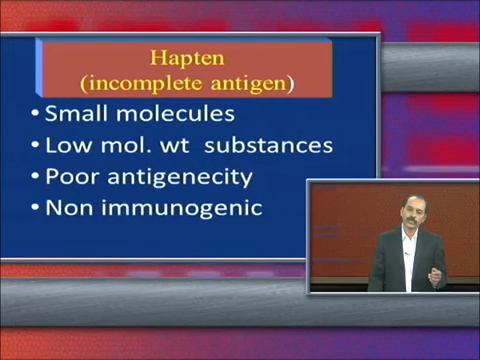 Hapten
(incomplete antigen)
• Small molecules
• Low mol. wt substances
• Poor antigenecity
• Non immunogenic